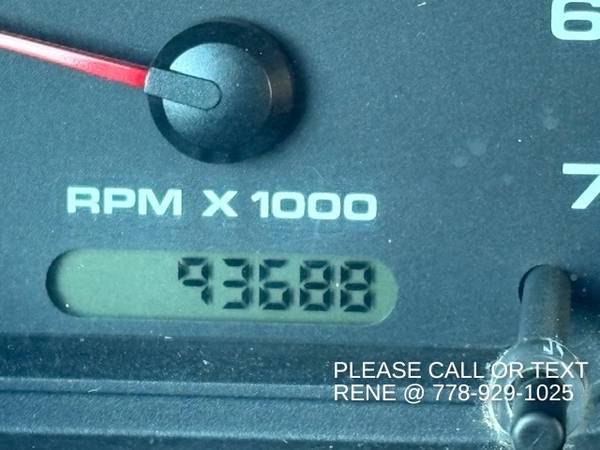 6
7
RPM X 1000
93688
PLEASE CALL OR TEXT
RENE @ 778-929-1025